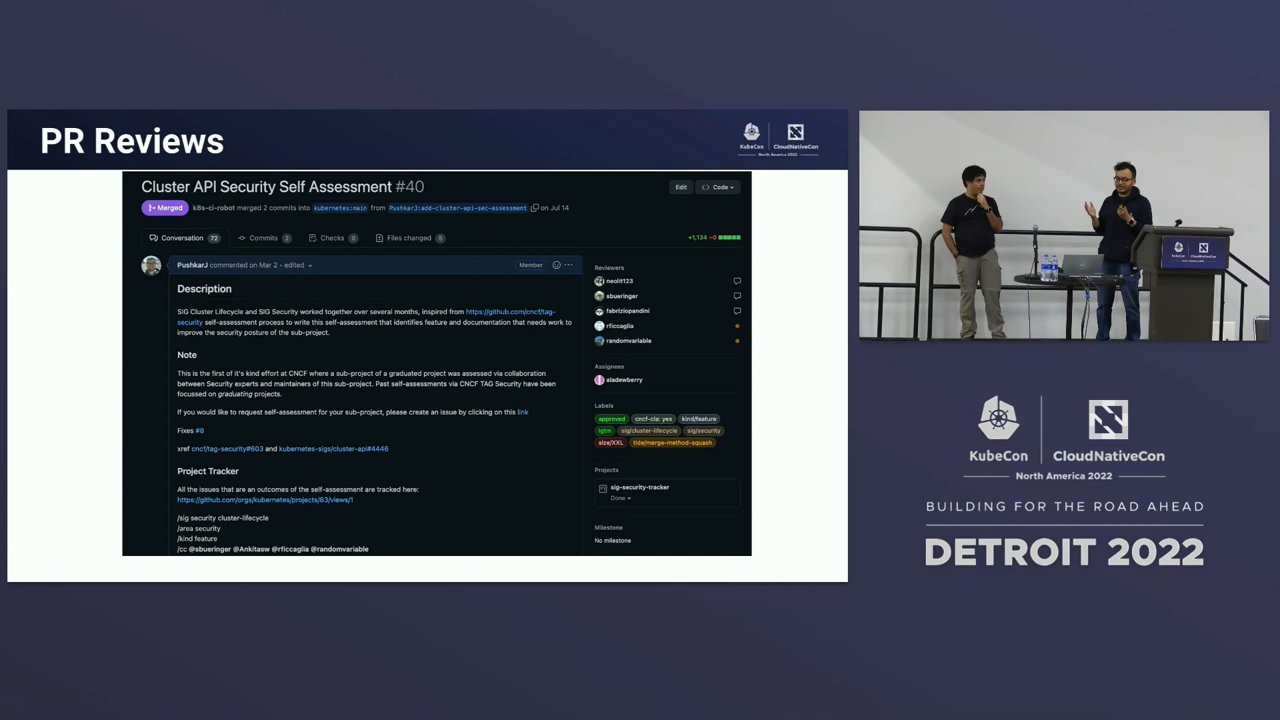 PR Reviews
KubeCon
CloudNativeCon
North America 2022
Cluster API Security Self Assessment #40
Edit
<> Code
Merged
k8s-ci-robot merged 2 commits into kubernetes:main from PushkarJ:add-cluster-api-sec-assessment on Jul 14
Conversation 72
Commits 2
Checks 0
Files changed 6
+1,134 −0
PushkarJ commented on Mar 2 • edited
Member
Description
SIG Cluster Lifecycle and SIG Security worked together over several months, inspired from https://github.com/cncf/tag-
security self-assessment process to write this self-assessment that identifies feature and documentation that needs work to
improve the security posture of the sub-project.
Note
This is the first of it's kind effort at CNCF where a sub-project of a graduated project was assessed via collaboration
between Security experts and maintainers of this sub-project. Past self-assessments via CNCF TAG Security have been
focussed on graduating projects.
If you would like to request self-assessment for your sub-project, please create an issue by clicking on this link
Fixes #8
xref cncf/tag-security#603 and kubernetes-sigs/cluster-api#4446
Project Tracker
All the issues that are an outcomes of the self-assessment are tracked here:
https://github.com/orgs/kubernetes/projects/83/views/1
/sig security cluster-lifecycle
/area security
/kind feature
/cc @sbueringer @Ankitasw @rficcaglia @randomvariable
Reviewers
neolit123
sbueringer
fabriziopandini
rficcaglia
randomvariable
Assignees
aladewberry
Labels
approved
cncf-cla: yes
kind/feature
lgtm
sig/cluster-lifecycle
sig/security
size/XXL
tide/merge-method-squash
Projects
sig-security-tracker
Done
Milestone
No milestone
KubeCon
CloudNativeCon
North America 2022
BUILDING FOR THE ROAD AHEAD
DETROIT 2022